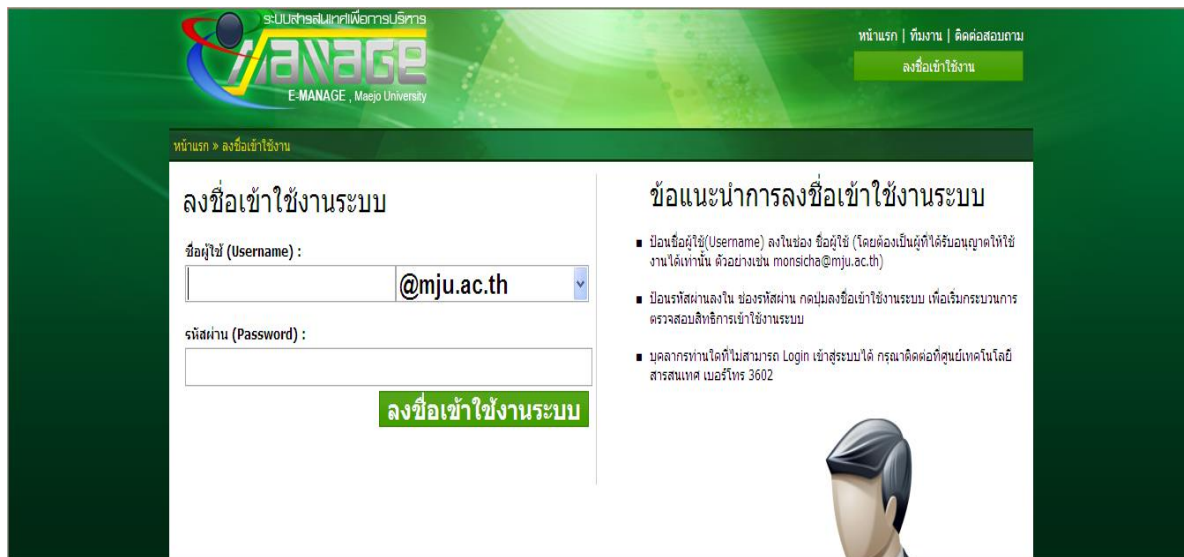 ระบบสารสนเทศเพื่อการบริหาร
MANAGE
E-MANAGE , Maejo University
หน้าแรก | ทีมงาน | ติดต่อสอบถาม
ลงชื่อเข้าใช้งาน
หน้าแรก » ลงชื่อเข้าใช้งาน
ลงชื่อเข้าใช้งานระบบ
ชื่อผู้ใช้ (Username) :
@mju.ac.th
รหัสผ่าน (Password) :
ลงชื่อเข้าใช้งานระบบ
ข้อแนะนำการลงชื่อเข้าใช้งานระบบ
▪ ป้อนชื่อผู้ใช้(Username) ลงในช่อง ชื่อผู้ใช้ (โดยต้องเป็นผู้ที่ได้รับอนุญาตให้ใช้
งานได้เท่านั้น ตัวอย่างเช่น monsicha@mju.ac.th)
▪ ป้อนรหัสผ่านลงใน ช่องรหัสผ่าน กดปุ่มลงชื่อเข้าใช้งานระบบ เพื่อเริ่มกระบวนการ
ตรวจสอบสิทธิการเข้าใช้งานระบบ
▪ บุคลากรท่านใดที่ไม่สามารถ Login เข้าสู่ระบบได้ กรุณาติดต่อที่ศูนย์เทคโนโลยี
สารสนเทศ เบอร์โทร 3602